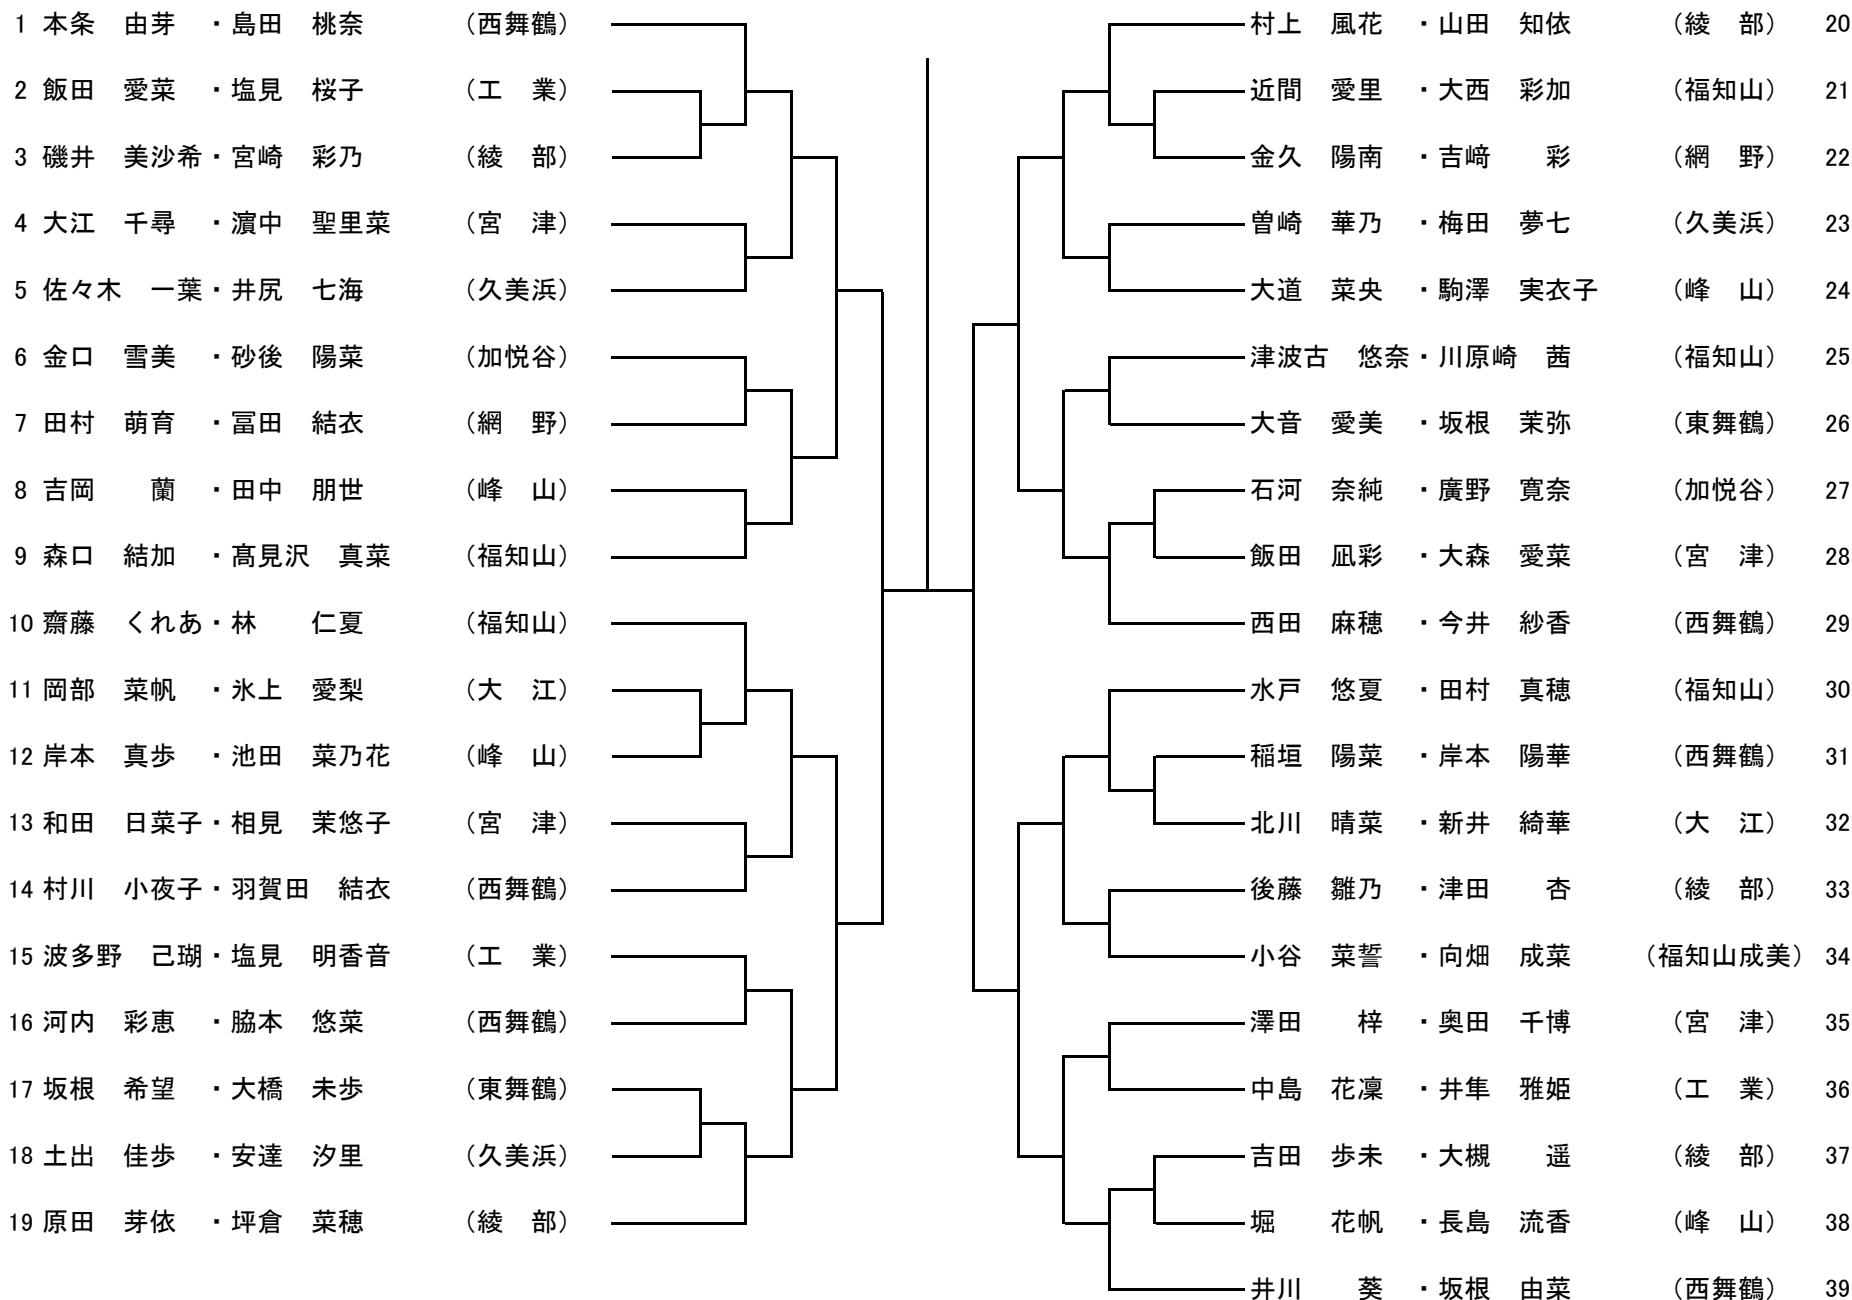 1 本条　由芽　・島田　桃奈　（西舞鶴）
2 飯田　愛菜　・塩見　桜子　（工　業）
3 磯井　美沙希・宮崎　彩乃　（綾　部）
4 大江　千尋　・濵中　聖里菜　（宮　津）
5 佐々木　一葉・井尻　七海　（久美浜）
6 金口　雪美　・砂後　陽菜　（加悦谷）
7 田村　萌育　・冨田　結衣　（網　野）
8 吉岡　　蘭　・田中　朋世　（峰　山）
9 森口　結加　・髙見沢　真菜　（福知山）
10 齋藤　くれあ・林　　仁夏　（福知山）
11 岡部　菜帆　・氷上　愛梨　（大　江）
12 岸本　真歩　・池田　菜乃花　（峰　山）
13 和田　日菜子・相見　茉悠子　（宮　津）
14 村川　小夜子・羽賀田　結衣　（西舞鶴）
15 波多野　己瑚・塩見　明香音　（工　業）
16 河内　彩恵　・脇本　悠菜　（西舞鶴）
17 坂根　希望　・大橋　未歩　（東舞鶴）
18 土出　佳歩　・安達　汐里　（久美浜）
19 原田　芽依　・坪倉　菜穂　（綾　部）
村上　風花　・山田　知依　（綾　部） 20
近間　愛里　・大西　彩加　（福知山） 21
金久　陽南　・吉﨑　　彩　（網　野） 22
曽崎　華乃　・梅田　夢七　（久美浜） 23
大道　菜央　・駒澤　実衣子　（峰　山） 24
津波古　悠奈・川原崎　茜　（福知山） 25
大音　愛美　・坂根　茉弥　（東舞鶴） 26
石河　奈純　・廣野　寛奈　（加悦谷） 27
飯田　凪彩　・大森　愛菜　（宮　津） 28
西田　麻穂　・今井　紗香　（西舞鶴） 29
水戸　悠夏　・田村　真穂　（福知山） 30
稲垣　陽菜　・岸本　陽華　（西舞鶴） 31
北川　晴菜　・新井　綺華　（大　江） 32
後藤　雛乃　・津田　　杏　（綾　部） 33
小谷　菜誓　・向畑　成菜　（福知山成美） 34
澤田　　梓　・奥田　千博　（宮　津） 35
中島　花凜　・井隼　雅姫　（工　業） 36
吉田　歩未　・大槻　　遥　（綾　部） 37
堀　　花帆　・長島　流香　（峰　山） 38
井川　　葵　・坂根　由菜　（西舞鶴） 39